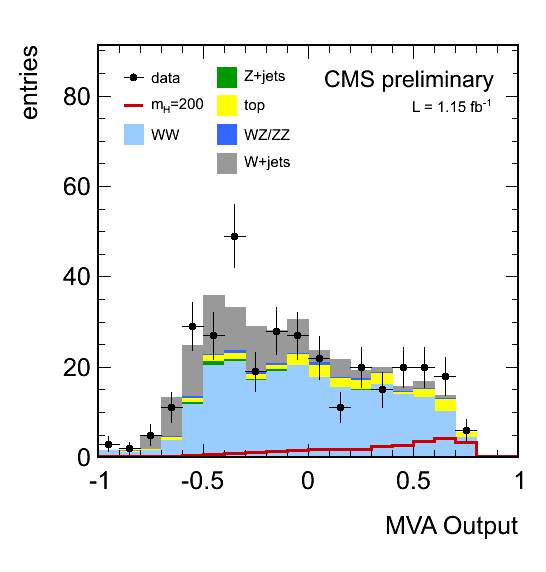 entries
80
60
40
20
0
data
m_H=200
WW
Z+jets
top
WZ/ZZ
W+jets
CMS preliminary
L = 1.15 fb⁻¹
-1
-0.5
0
0.5
1
MVA Output